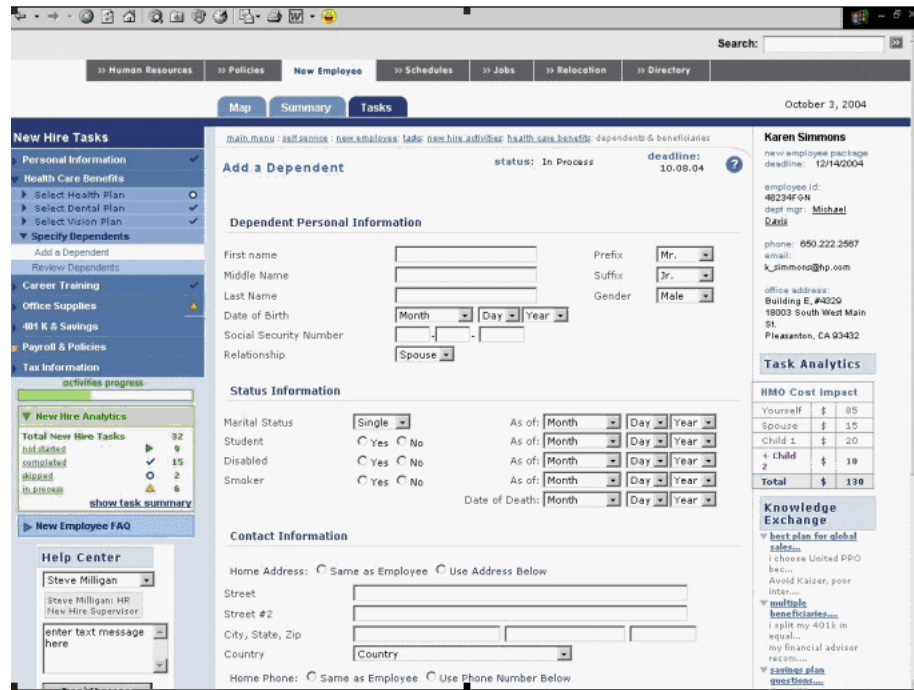 Search:
>> Human Resources >> Policies New Employee >> Schedules >> Jobs >> Relocation >> Directory
Map Summary Tasks October 3, 2004
New Hire Tasks
Personal Information
Health Care Benefits
Select Health Plan
Select Dental Plan
Select Vision Plan
Specify Dependents
Add a Dependent
Review Dependents
Career Training
Office Supplies
401 K & Savings
Payroll & Policies
Tax Information
activities progress
New Hire Analytics
Total New Hire Tasks 32
not started 9
completed 15
skipped 2
in process 6
show task summary
New Employee FAQ
Help Center
Steve Milligan
Steve Milligan: HR
New Hire Supervisor
enter text message
here
main menu : self service : new employee: tasks: new hire activities: health care benefits: dependents & beneficiaries
Add a Dependent status: In Process deadline:
10.08.04 ?
Dependent Personal Information
First name Prefix Mr.
Middle Name Suffix Jr.
Last Name Gender Male
Date of Birth Month Day Year
Social Security Number - -
Relationship Spouse
Status Information
Marital Status Single As of: Month Day Year
Student Yes No As of: Month Day Year
Disabled Yes No As of: Month Day Year
Smoker Yes No As of: Month Day Year
Date of Death: Month Day Year
Contact Information
Home Address: Same as Employee Use Address Below
Street
Street #2
City, State, Zip
Country Country
Home Phone: Same as Employee Use Phone Number Below
Karen Simmons
new employee package
deadline: 12/14/2004
employee id:
48234FGN
dept mgr: Michael
Davis
phone: 650.222.2567
email:
k_simmons@hp.com
office address:
Building E, #4329
18003 South West Main
St.
Pleasanton, CA 93432
Task Analytics
HMO Cost Impact
Yourself $ 85
Spouse $ 15
Child 1 $ 20
+ Child
2 $ 10
Total $ 130
Knowledge
Exchange
best plan for global
sales...
i choose United PPO
bec...
Avoid Kaiser, poor
inter....
multiple
beneficiaries....
i split my 401k in
equal...
my financial advisor
recom....
savings plan
questions....